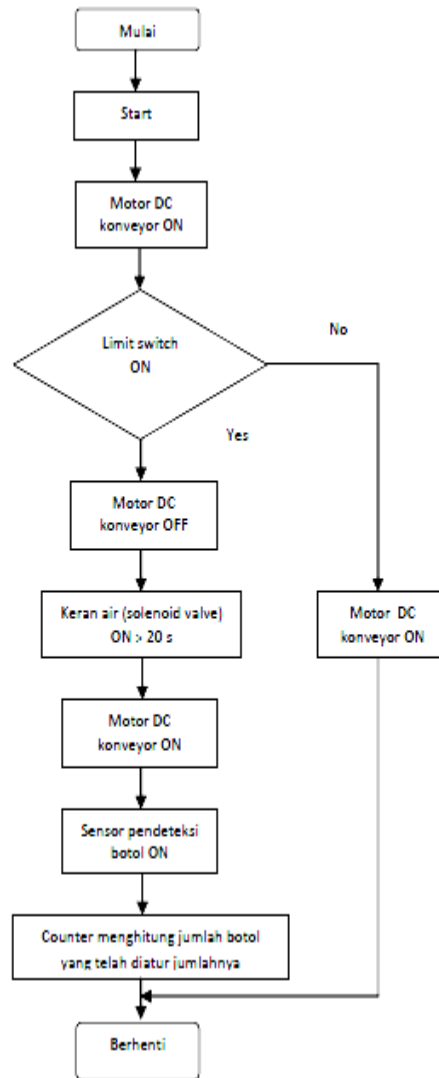 Mulai
Start
Motor DC
konveyor ON
Limit switch
ON
No
Yes
Motor DC
konveyor OFF
Keran air (solenoid valve)
ON > 20 s
Motor DC
konveyor ON
Motor DC
konveyor ON
Sensor pendeteksi
botol ON
Counter menghitung jumlah botol
yang telah diatur jumlahnya
Berhenti